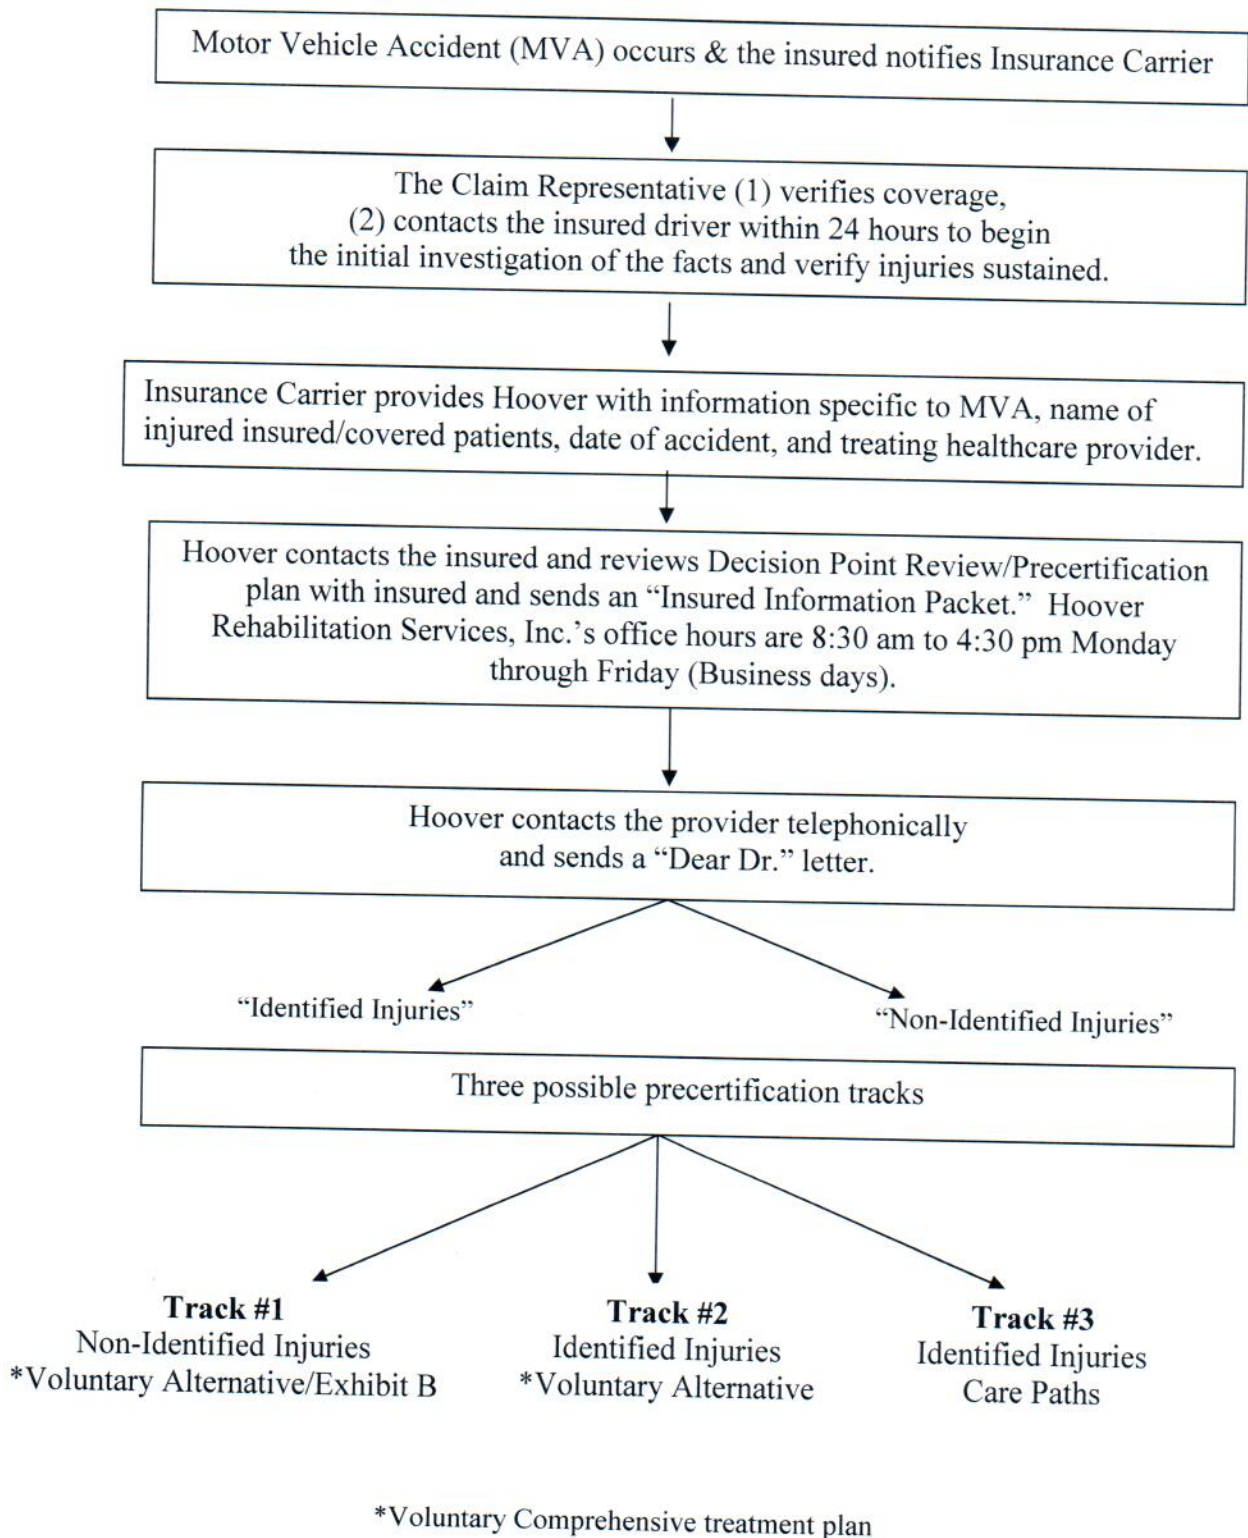 Motor Vehicle Accident (MVA) occurs & the insured notifies Insurance Carrier
The Claim Representative (1) verifies coverage,
(2) contacts the insured driver within 24 hours to begin
the initial investigation of the facts and verify injuries sustained.
Insurance Carrier provides Hoover with information specific to MVA, name of
injured insured/covered patients, date of accident, and treating healthcare provider.
Hoover contacts the insured and reviews Decision Point Review/Precertification
plan with insured and sends an “Insured Information Packet.” Hoover
Rehabilitation Services, Inc.’s office hours are 8:30 am to 4:30 pm Monday
through Friday (Business days).
Hoover contacts the provider telephonically
and sends a “Dear Dr.” letter.
“Identified Injuries”
“Non-Identified Injuries”
Three possible precertification tracks
Track #1
Non-Identified Injuries
*Voluntary Alternative/Exhibit B
Track #2
Identified Injuries
*Voluntary Alternative
Track #3
Identified Injuries
Care Paths
*Voluntary Comprehensive treatment plan